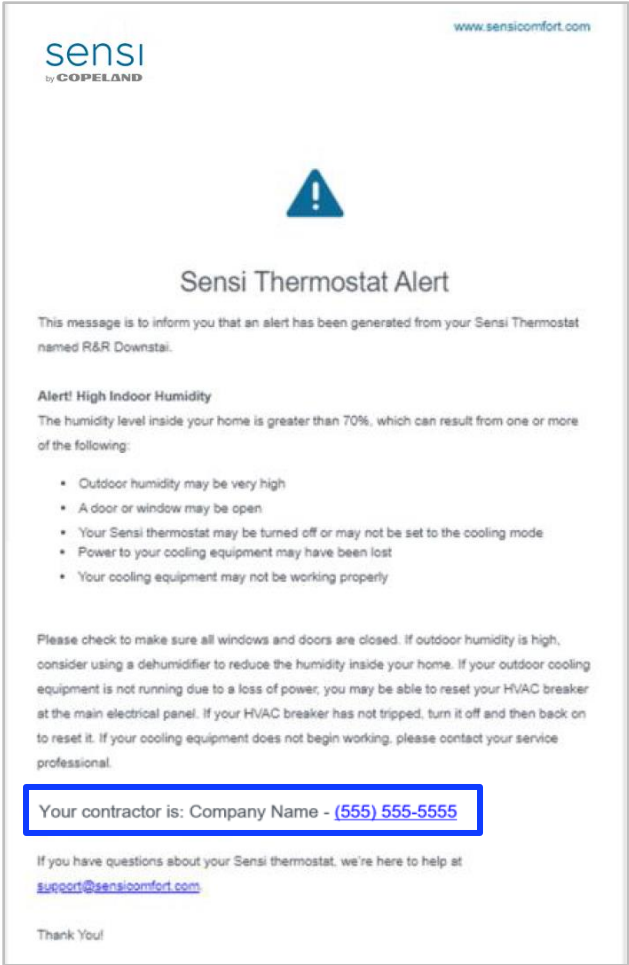 www.sensicomfort.com
sensi
by COPELAND
Sensi Thermostat Alert
This message is to inform you that an alert has been generated from your Sensi Thermostat
named R&R Downstai.
Alert! High Indoor Humidity
The humidity level inside your home is greater than 70%, which can result from one or more
of the following:
• Outdoor humidity may be very high
• A door or window may be open
• Your Sensi thermostat may be turned off or may not be set to the cooling mode
• Power to your cooling equipment may have been lost
• Your cooling equipment may not be working properly
Please check to make sure all windows and doors are closed. If outdoor humidity is high,
consider using a dehumidifier to reduce the humidity inside your home. If your outdoor cooling
equipment is not running due to a loss of power, you may be able to reset your HVAC breaker
at the main electrical panel. If your HVAC breaker has not tripped, turn it off and then back on
to reset it. If your cooling equipment does not begin working, please contact your service
professional.
Your contractor is: Company Name - (555) 555-5555
If you have questions about your Sensi thermostat, we're here to help at
support@sensicomfort.com.
Thank You!